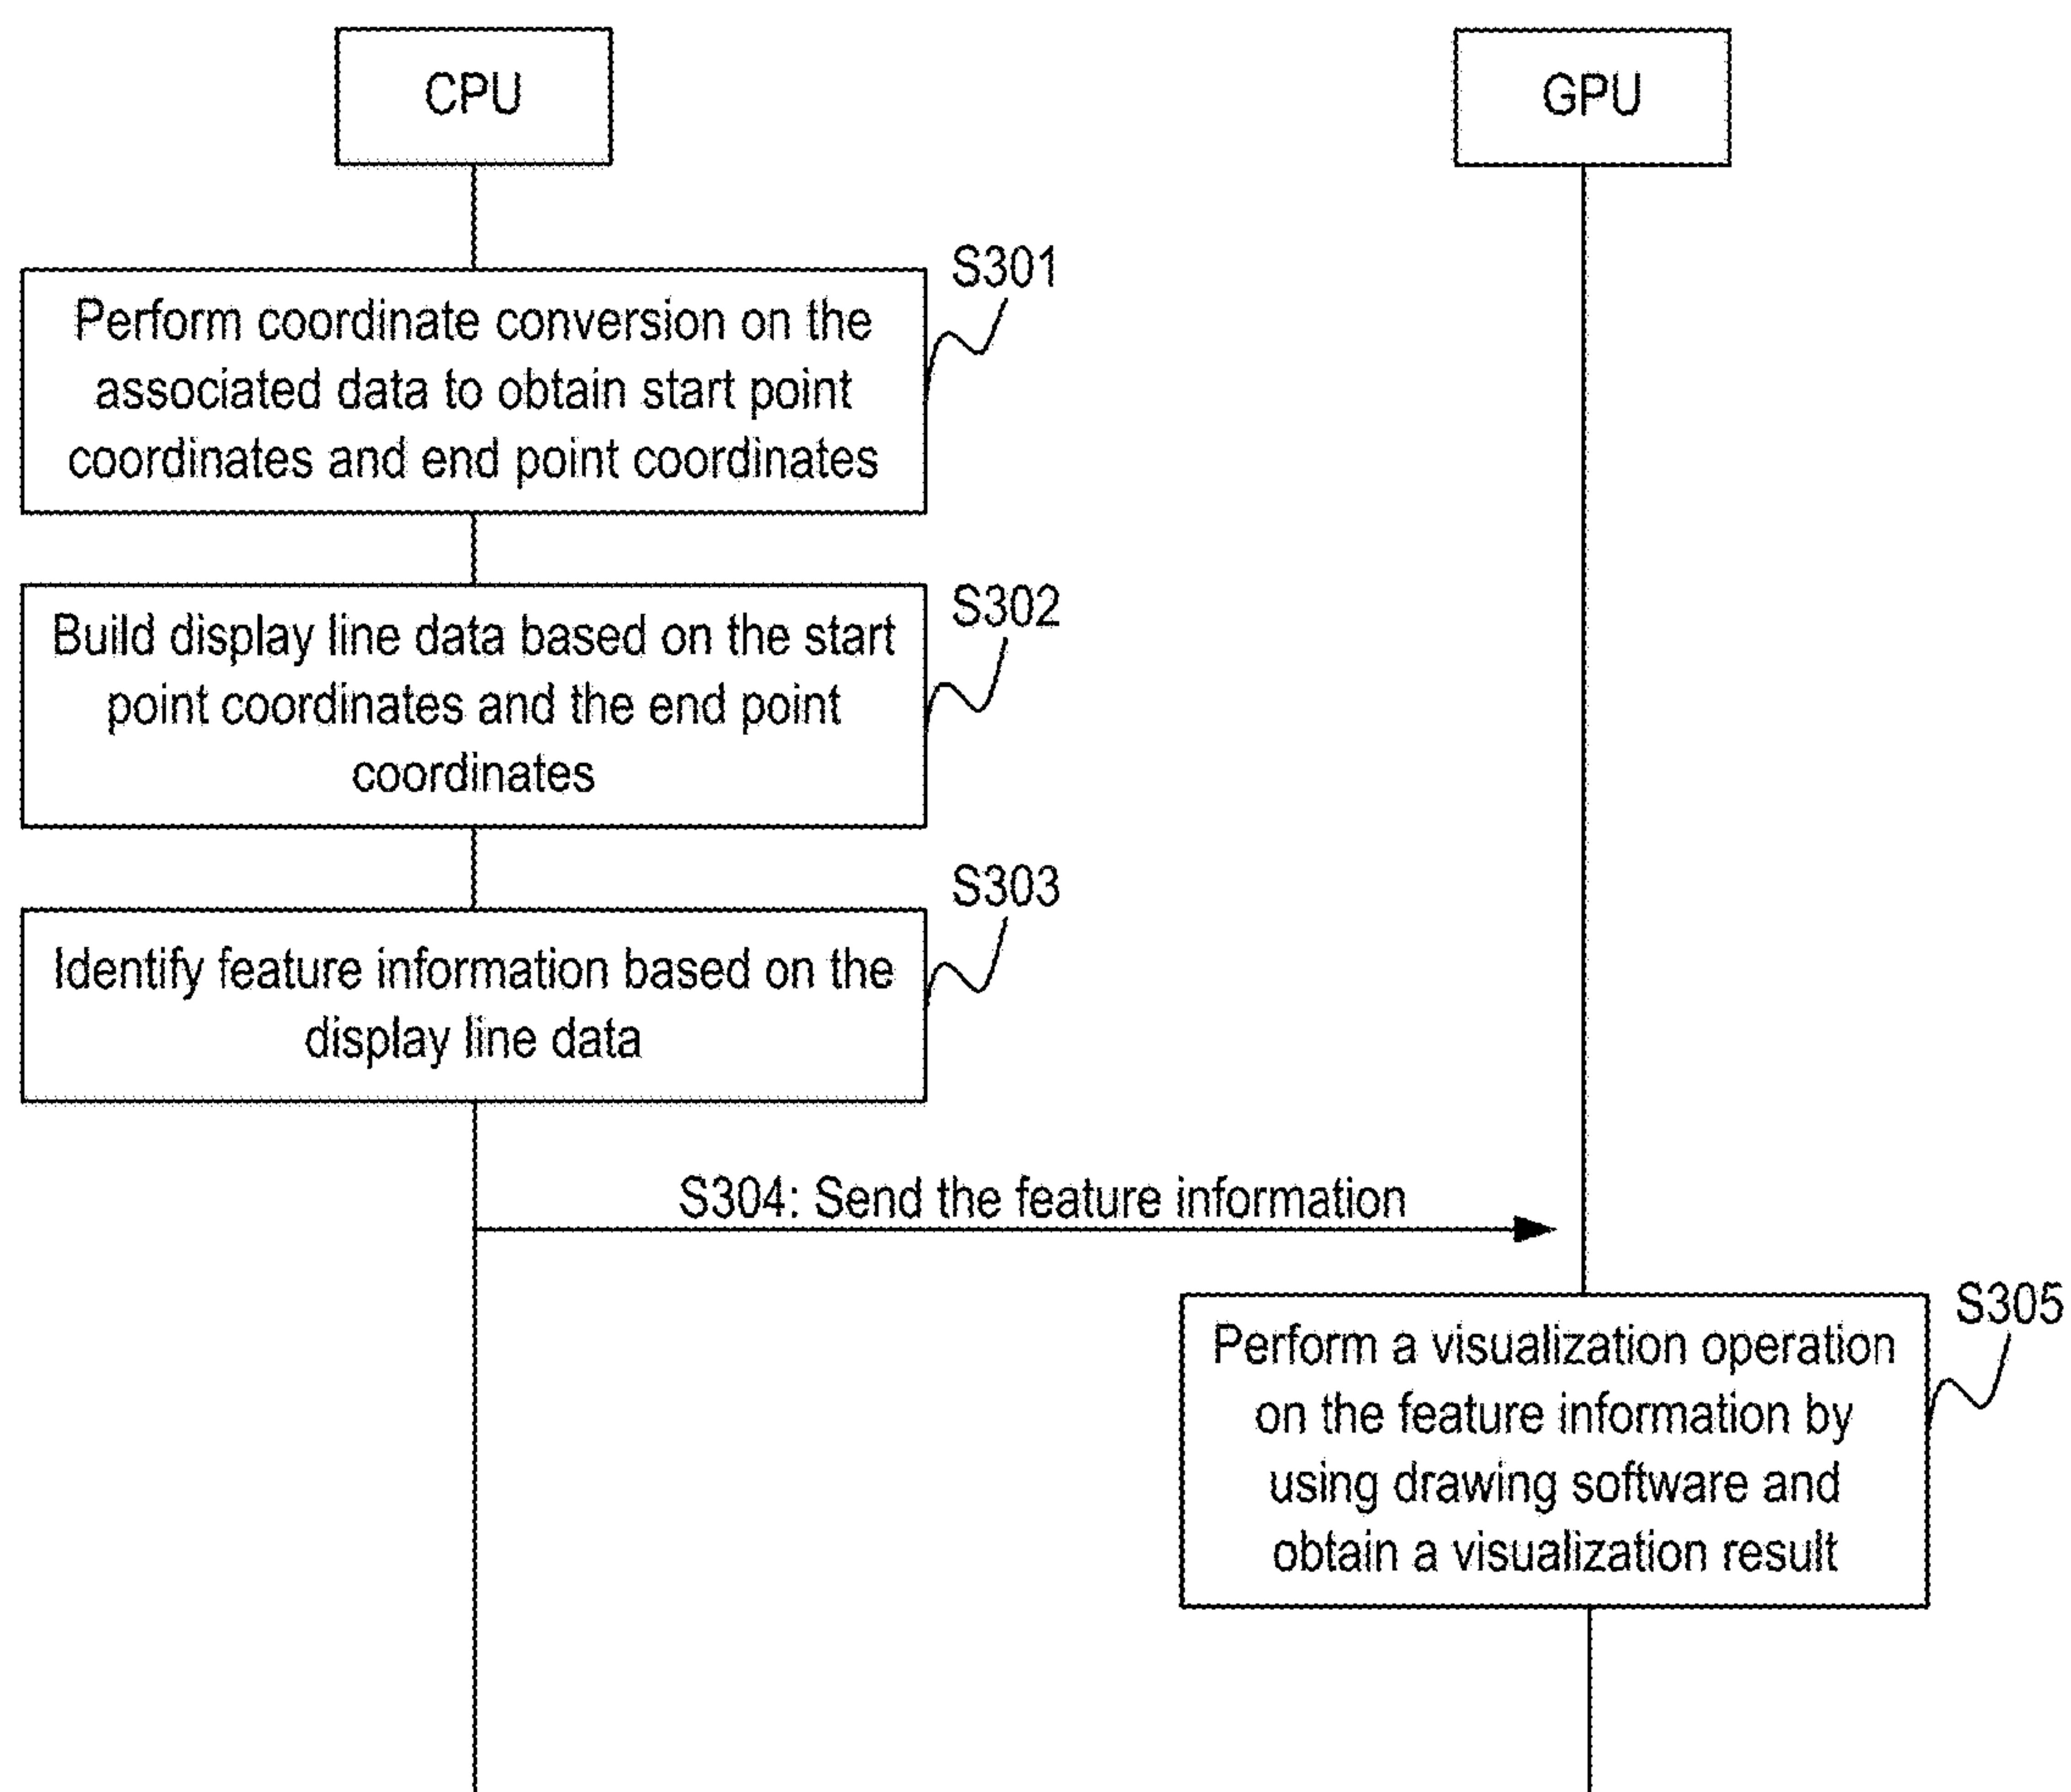 CPU
GPU
S301
Perform coordinate conversion on the
associated data to obtain start point
coordinates and end point coordinates
S302
Build display line data based on the start
point coordinates and the end point
coordinates
S303
Identify feature information based on the
display line data
S304: Send the feature information
S305
Perform a visualization operation
on the feature information by
using drawing software and
obtain a visualization result